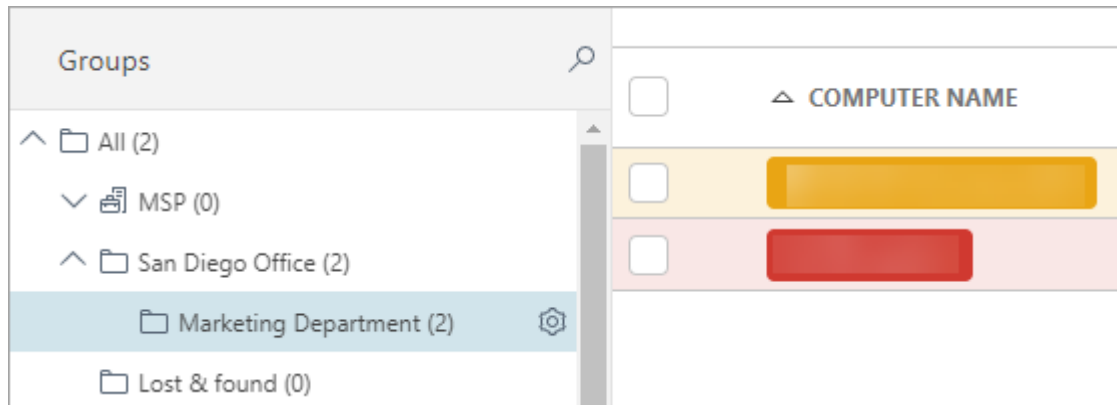 Groups
All (2)
MSP (0)
San Diego Office (2)
Marketing Department (2)
Lost & found (0)
COMPUTER NAME